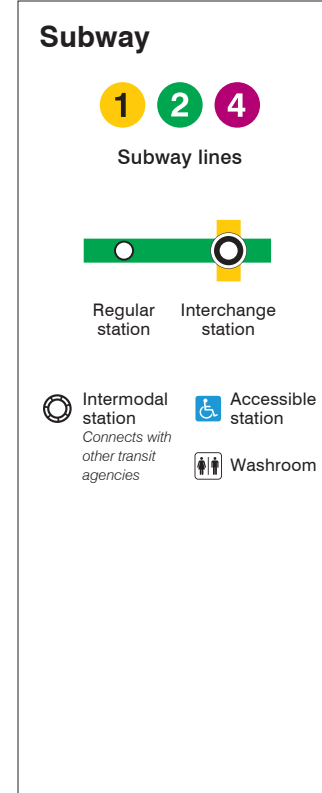 Subway
1 2 4
Subway lines
Regular
station
Interchange
station
Intermodal
station
Connects with
other transit
agencies
Accessible
station
Washroom